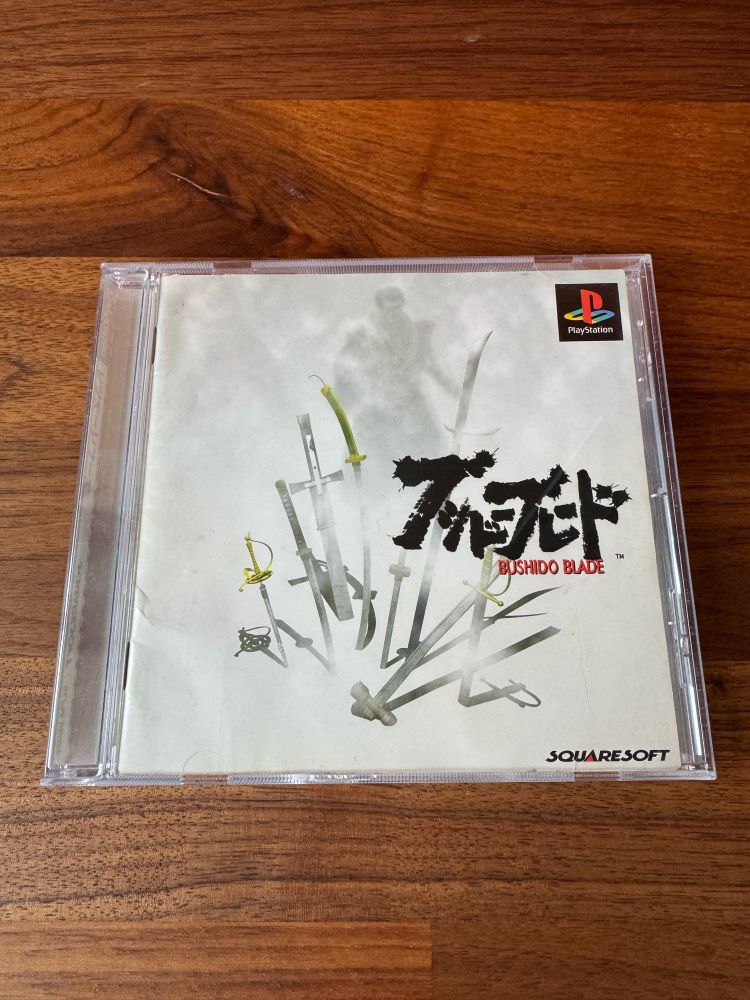 PlayStation
ブシドーブレード
TM
BUSHIDO BLADE
SQUARESOFT